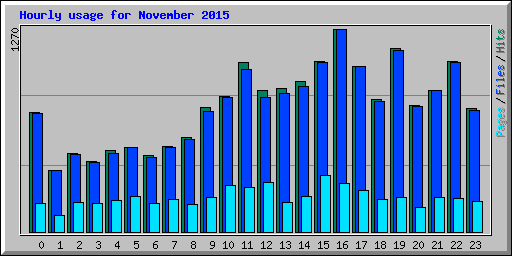 Hourly usage for November 2015
1270
Pages/Files/Hits
0 1 2 3 4 5 6 7 8 9 10 11 12 13 14 15 16 17 18 19 20 21 22 23